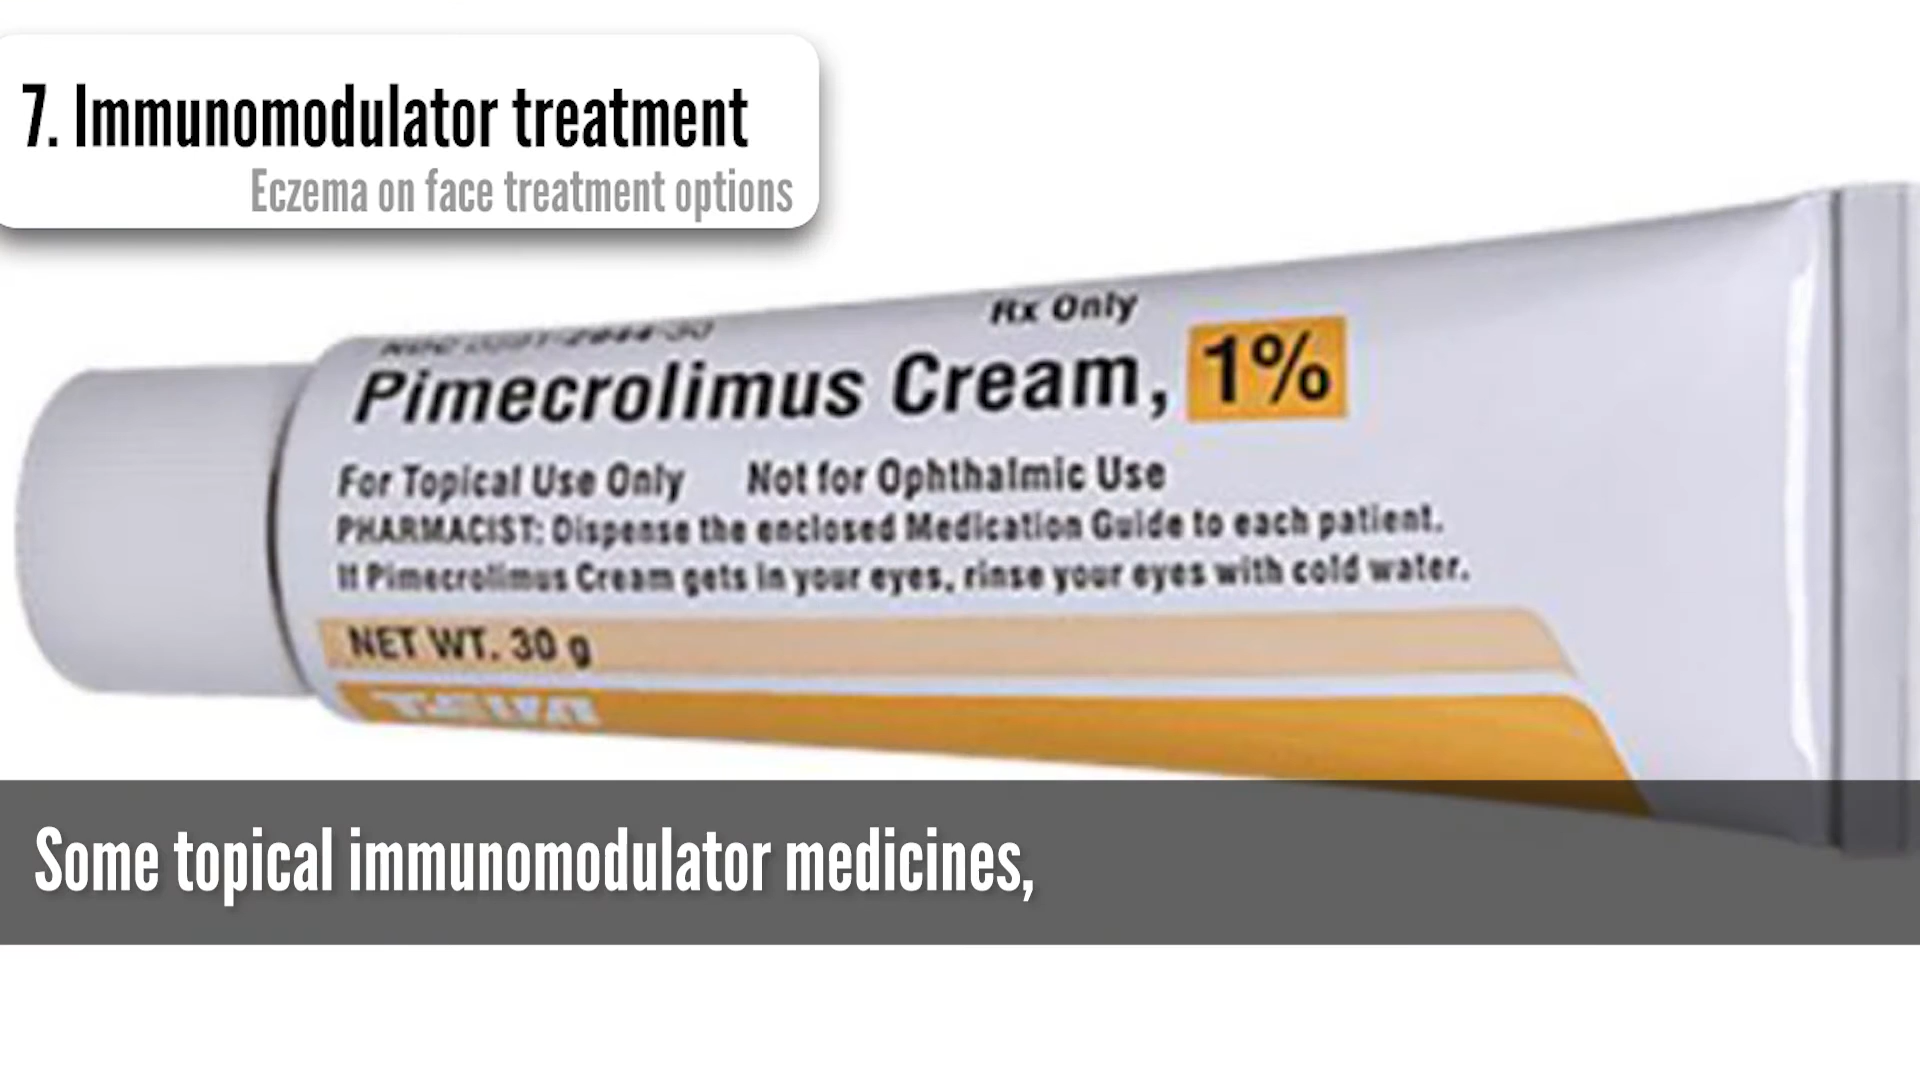 7. Immunomodulator treatment
Eczema on face treatment options
Rx Only
Pimecrolimus Cream, 1%
For Topical Use Only Not for Ophthalmic Use
PHARMACIST: Dispense the enclosed Medication Guide to each patient.
If Pimecrolimus Cream gets in your eyes, rinse your eyes with cold water.
NET WT. 30 g
TEVA
Some topical immunomodulator medicines,